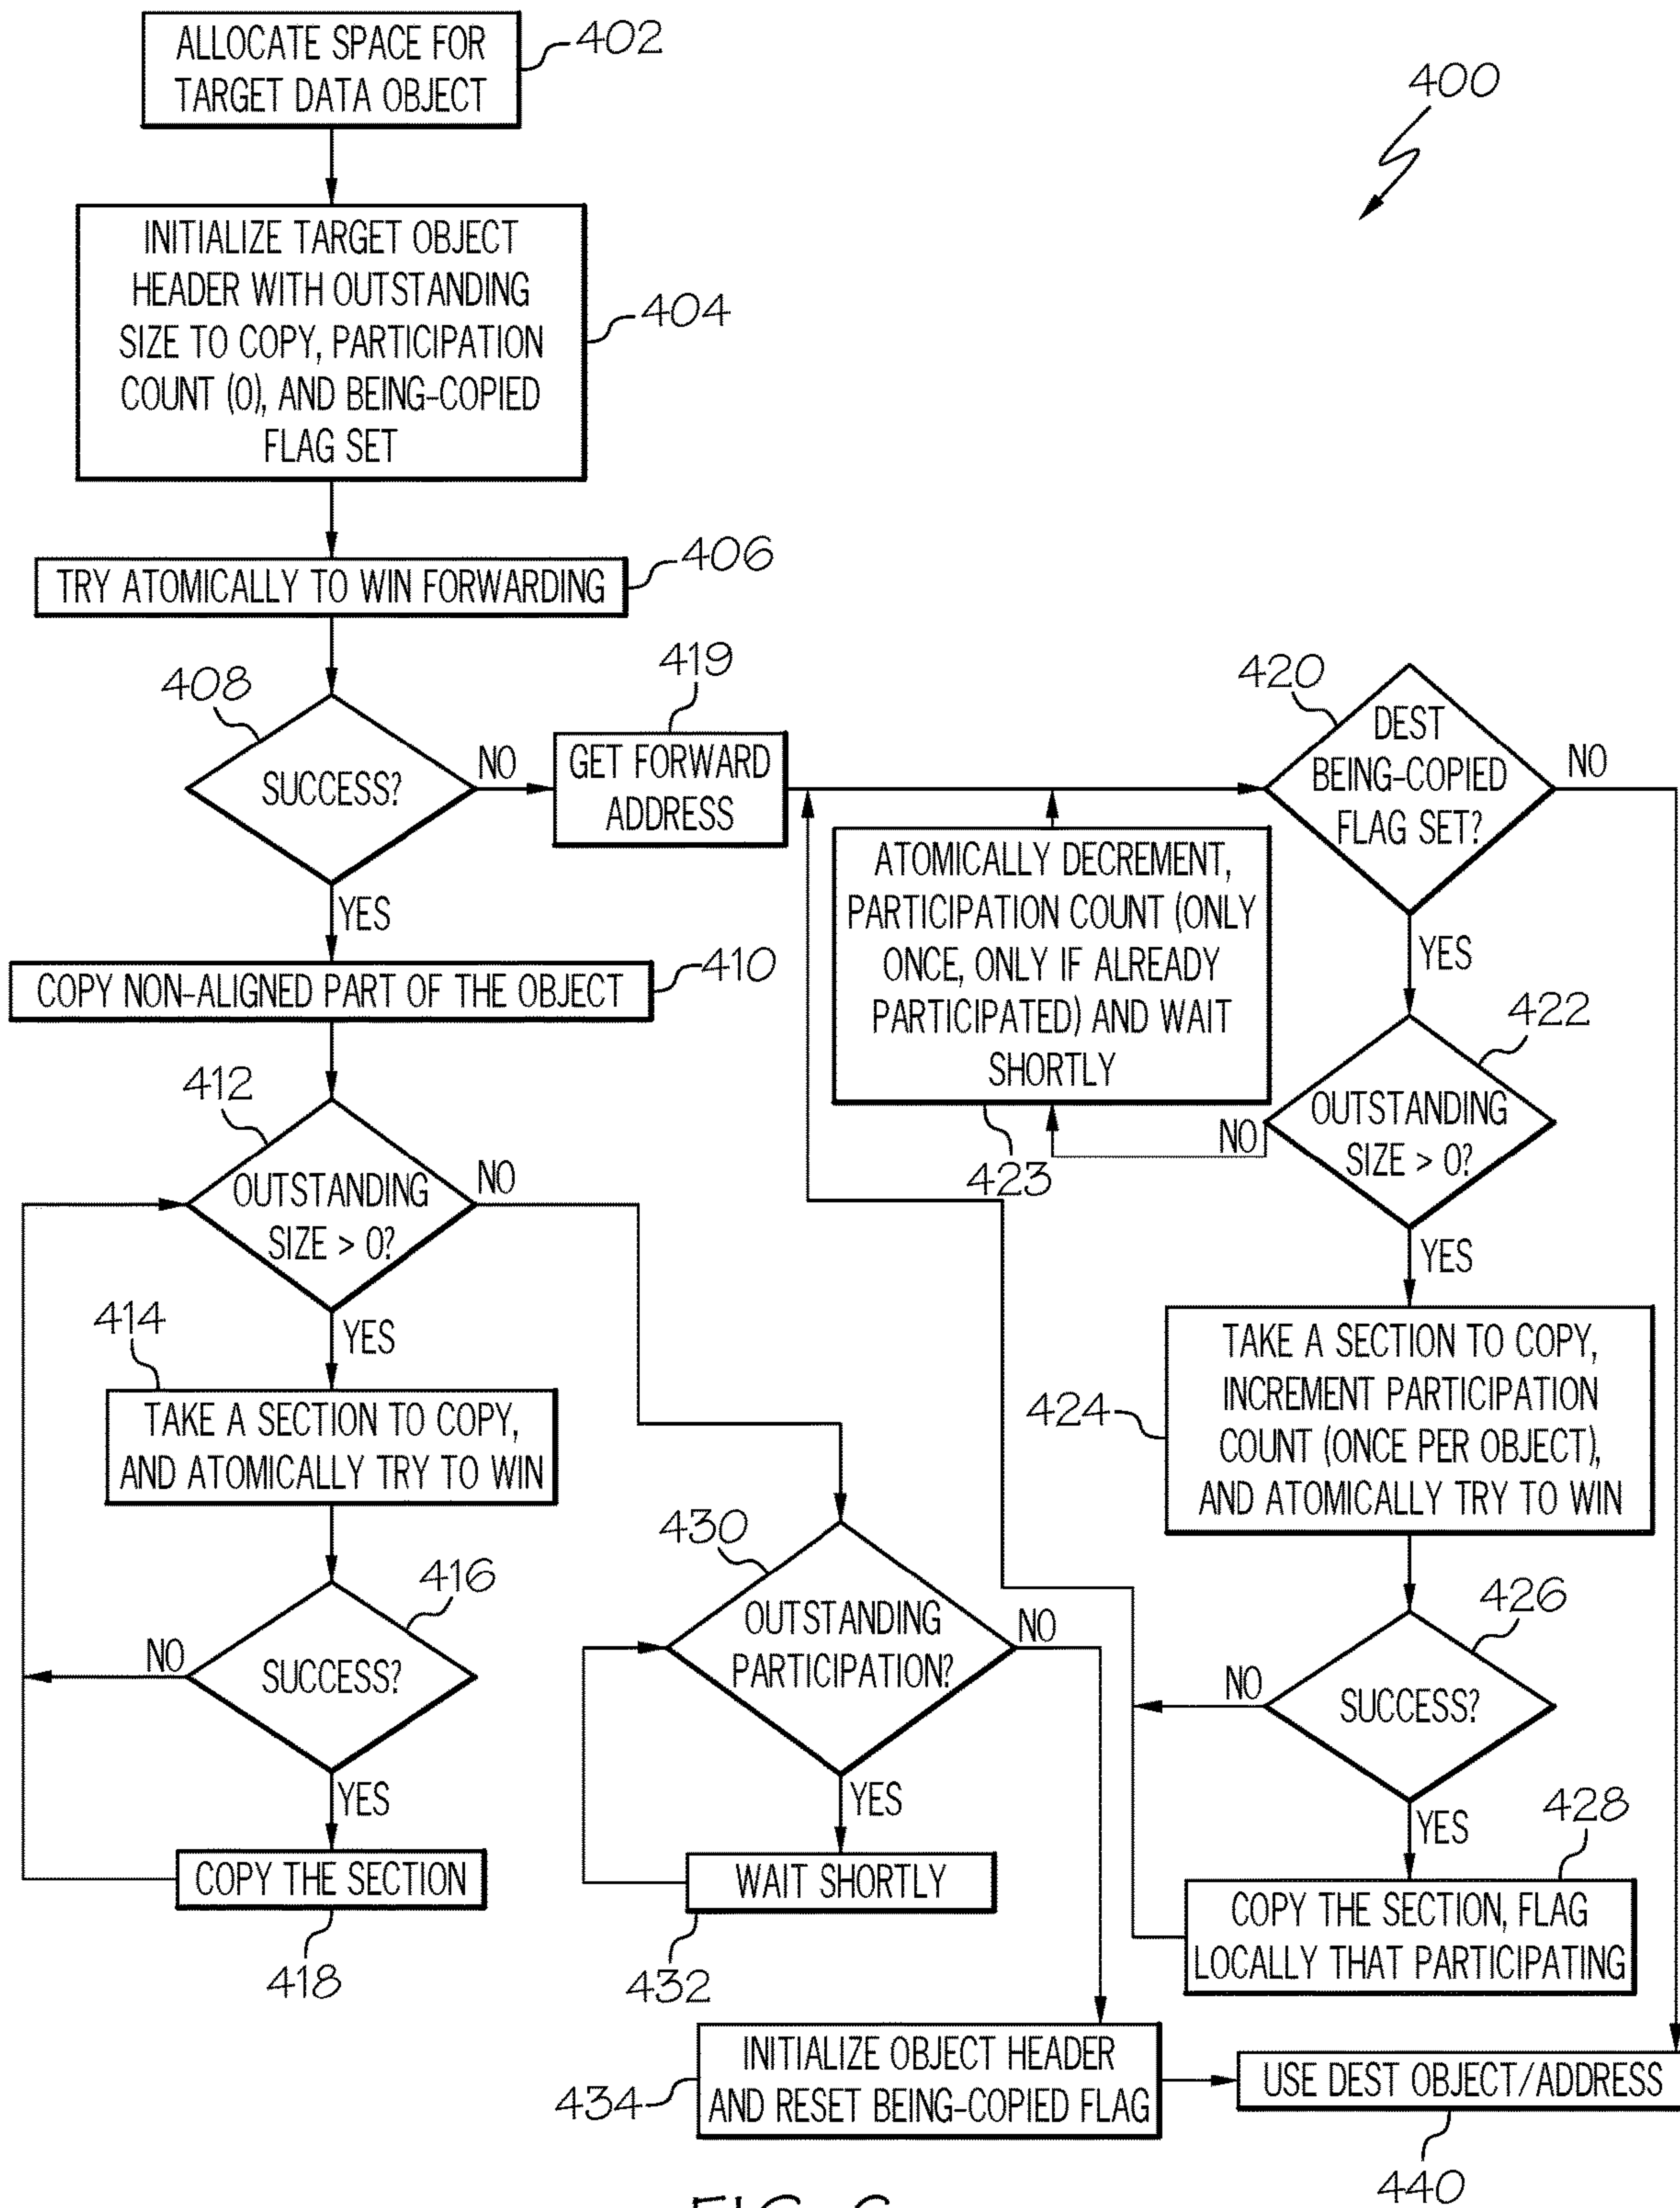 ALLOCATE SPACE FOR
TARGET DATA OBJECT
402
400
INITIALIZE TARGET OBJECT
HEADER WITH OUTSTANDING
SIZE TO COPY, PARTICIPATION
COUNT (0), AND BEING-COPIED
FLAG SET
404
TRY ATOMICALLY TO WIN FORWARDING
406
408
SUCCESS?
NO
YES
419
GET FORWARD
ADDRESS
420
DEST
BEING-COPIED
FLAG SET?
NO
YES
ATOMICALLY DECREMENT,
PARTICIPATION COUNT (ONLY
ONCE, ONLY IF ALREADY
PARTICIPATED) AND WAIT
SHORTLY
423
COPY NON-ALIGNED PART OF THE OBJECT
410
422
OUTSTANDING
SIZE > 0?
NO
YES
412
OUTSTANDING
SIZE > 0?
NO
YES
414
TAKE A SECTION TO COPY,
AND ATOMICALLY TRY TO WIN
424
TAKE A SECTION TO COPY,
INCREMENT PARTICIPATION
COUNT (ONCE PER OBJECT),
AND ATOMICALLY TRY TO WIN
416
SUCCESS?
NO
YES
COPY THE SECTION
418
430
OUTSTANDING
PARTICIPATION?
NO
YES
WAIT SHORTLY
432
426
SUCCESS?
NO
YES
428
COPY THE SECTION, FLAG
LOCALLY THAT PARTICIPATING
434
INITIALIZE OBJECT HEADER
AND RESET BEING-COPIED FLAG
USE DEST OBJECT/ADDRESS
440